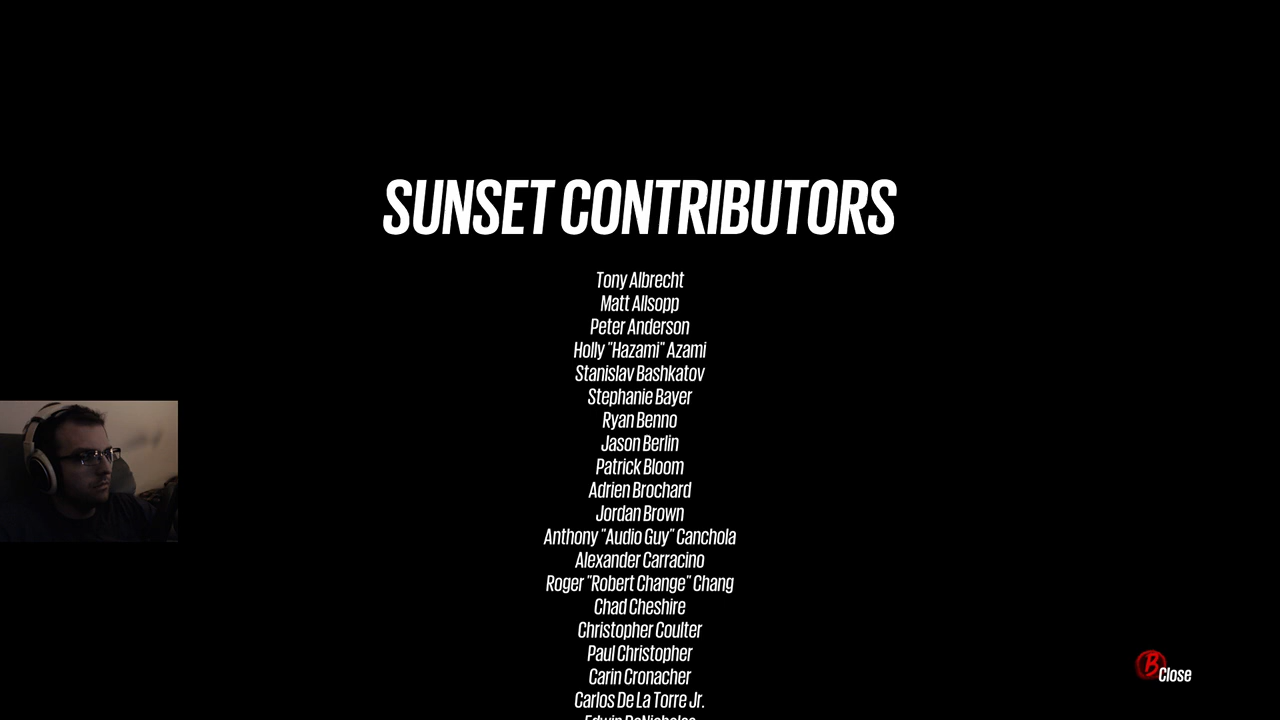 SUNSET CONTRIBUTORS
Tony Albrecht
Matt Allsopp
Peter Anderson
Holly "Hazami" Azami
Stanislav Bashkatov
Stephanie Bayer
Ryan Benno
Jason Berlin
Patrick Bloom
Adrien Brochard
Jordan Brown
Anthony "Audio Guy" Canchola
Alexander Carracino
Roger "Robert Change" Chang
Chad Cheshire
Christopher Coulter
Paul Christopher
Carin Cronacher
Carlos De La Torre Jr.
B Close